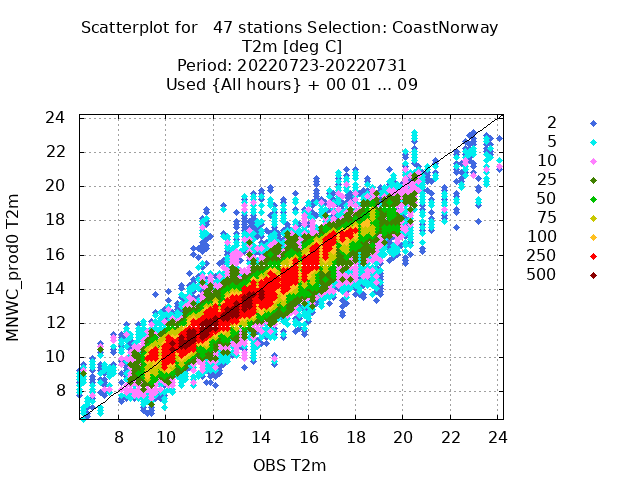 Scatterplot for   47 stations Selection: CoastNorway
T2m [deg C]
Period: 20220723-20220731
Used {All hours} + 00 01 ... 09
24
22
20
18
16
14
12
10
8
MNWC_prod0 T2m
8 10 12 14 16 18 20 22 24
OBS T2m
2
5
10
25
50
75
100
250
500